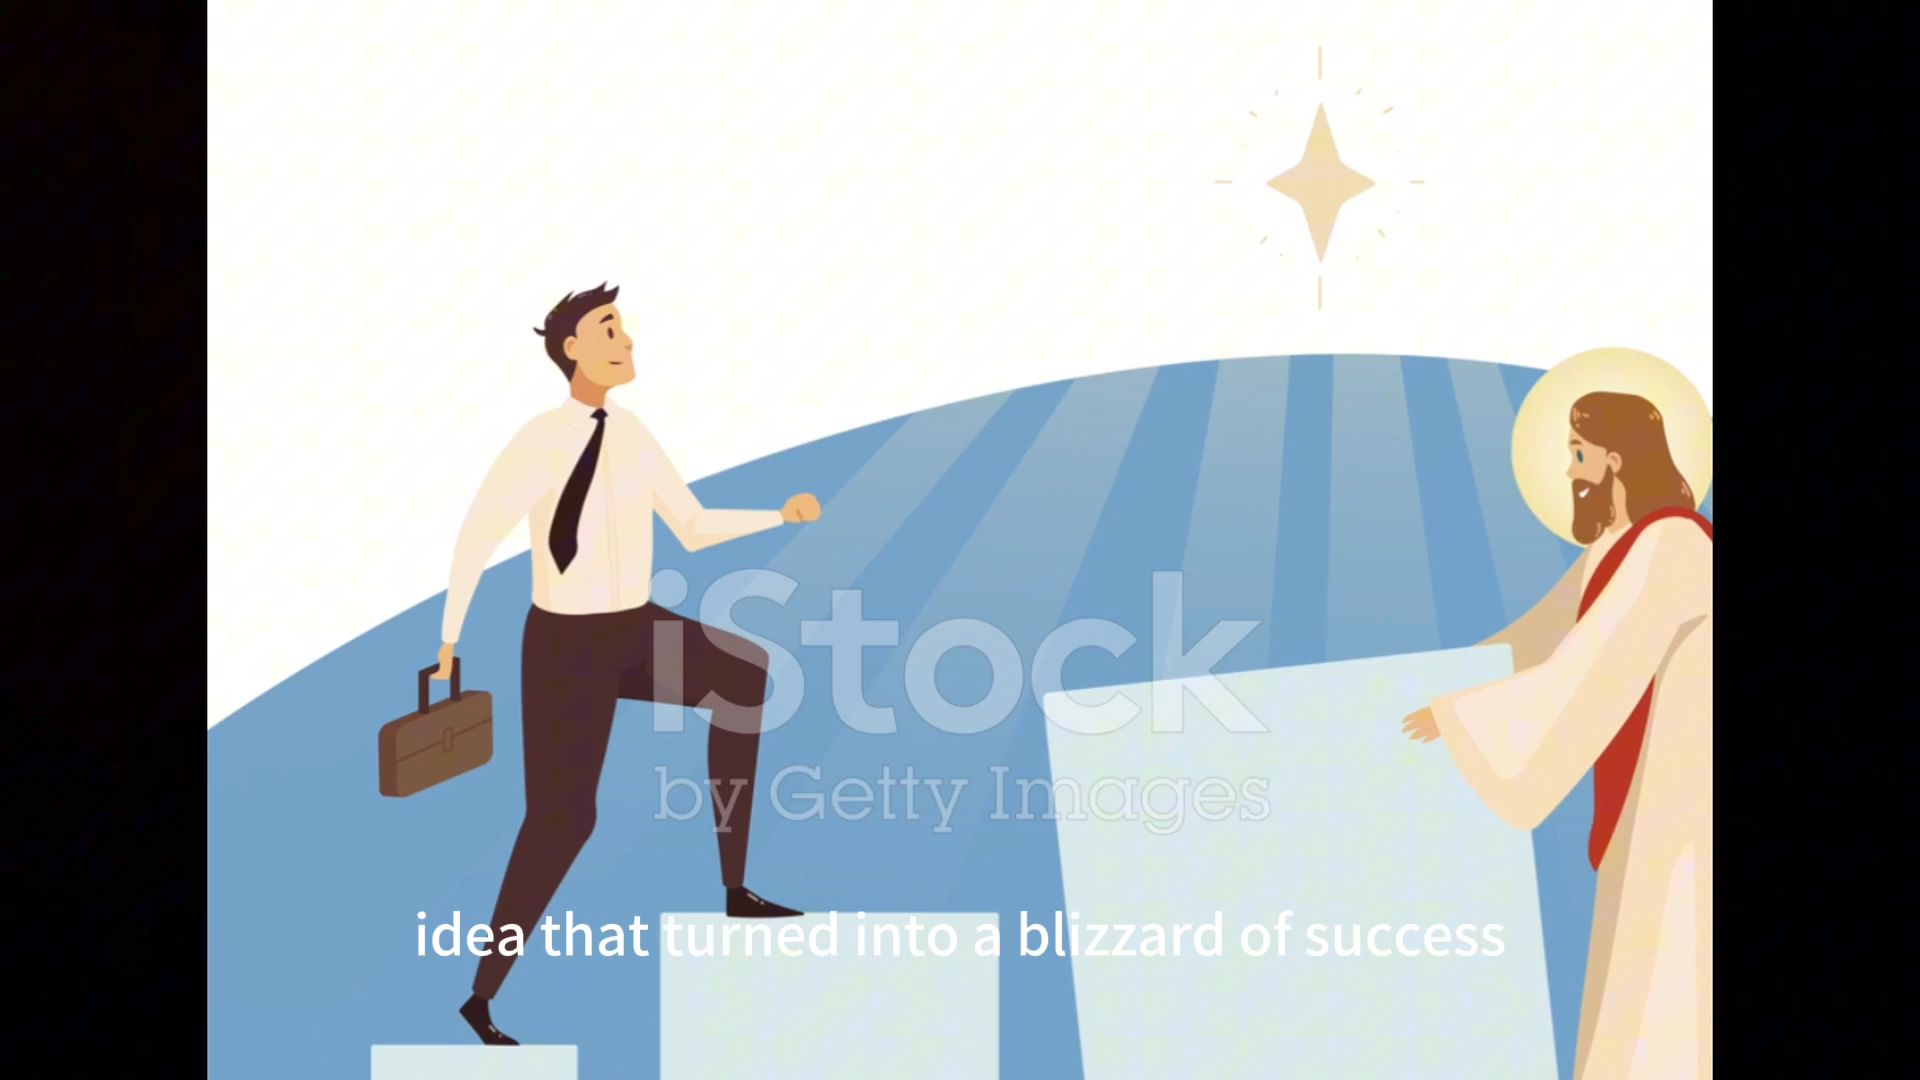 iStock
by Getty Images
idea that turned into a blizzard of success